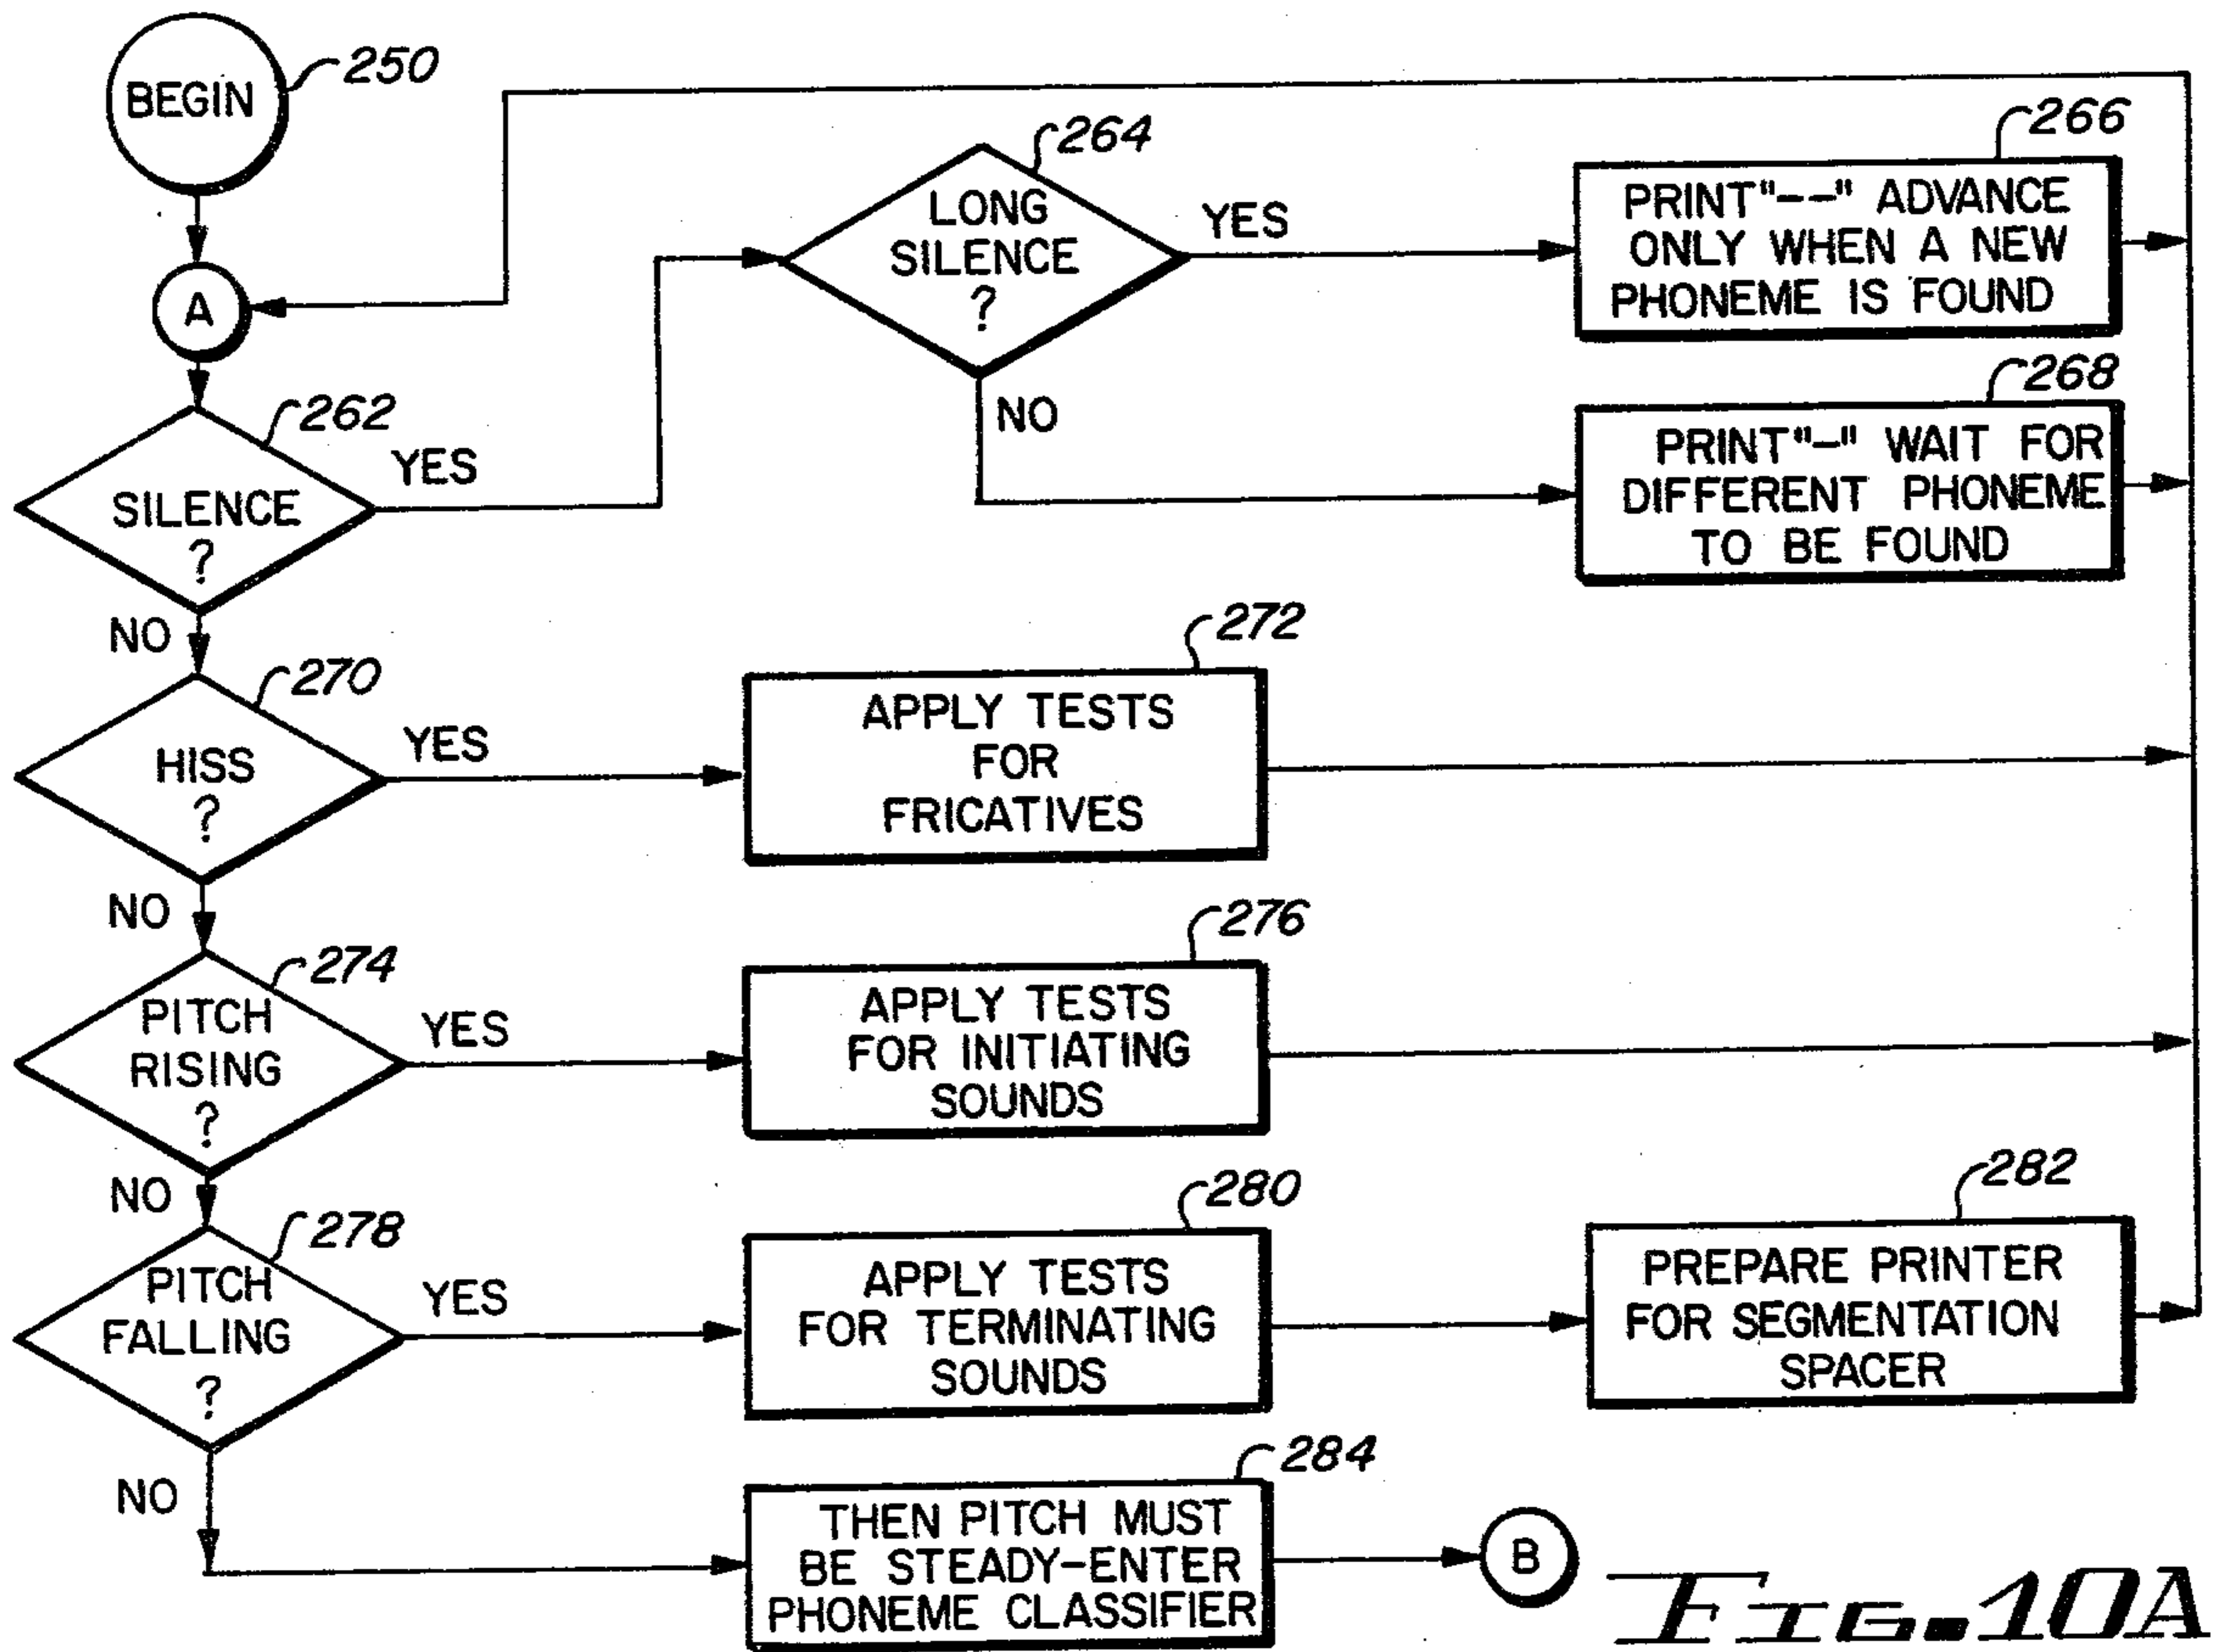 BEGIN
250
A
262
SILENCE
?
YES
NO
264
LONG
SILENCE
?
YES
NO
266
PRINT"--" ADVANCE
ONLY WHEN A NEW
PHONEME IS FOUND
268
PRINT"-" WAIT FOR
DIFFERENT PHONEME
TO BE FOUND
270
HISS
?
YES
NO
272
APPLY TESTS
FOR
FRICATIVES
274
PITCH
RISING
?
YES
NO
276
APPLY TESTS
FOR INITIATING
SOUNDS
278
PITCH
FALLING
?
YES
NO
280
APPLY TESTS
FOR TERMINATING
SOUNDS
282
PREPARE PRINTER
FOR SEGMENTATION
SPACER
284
THEN PITCH MUST
BE STEADY-ENTER
PHONEME CLASSIFIER
B
FIG. 10A